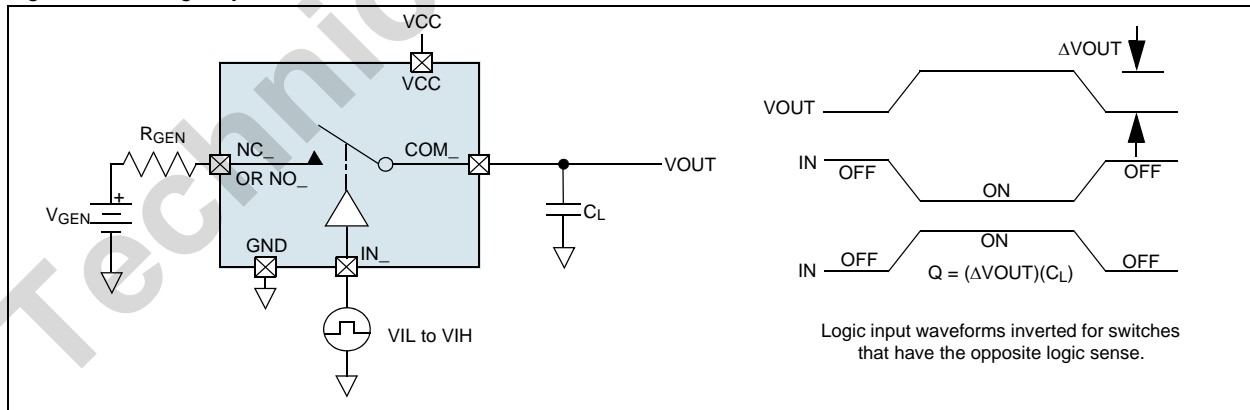 Technic
VCC
VCC
RGEN
NC_
OR NO_
COM_
VOUT
VGEN
+
GND
IN_
CL
VIL to VIH
ΔVOUT
VOUT
IN
OFF
ON
OFF
IN
OFF
ON
OFF
Q = (ΔVOUT)(CL)
Logic input waveforms inverted for switches
that have the opposite logic sense.